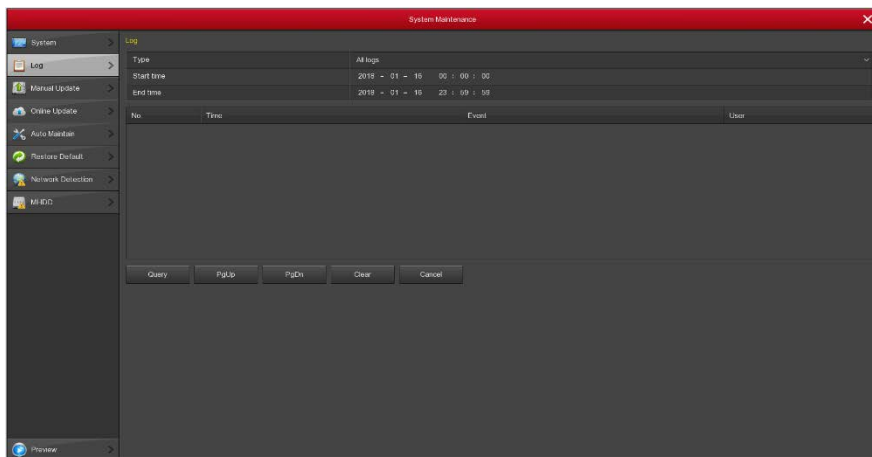 System Maintenance
System
Log
Manual Update
Online Update
Auto Maintain
Restore Default
Network Detection
MHDD
Preview
Log
Type All logs
Start time 2018 - 01 - 16 00 : 00 : 00
End time 2018 - 01 - 16 23 : 59 : 59
No. Time Event User
Query PgUp PgDn Clear Cancel